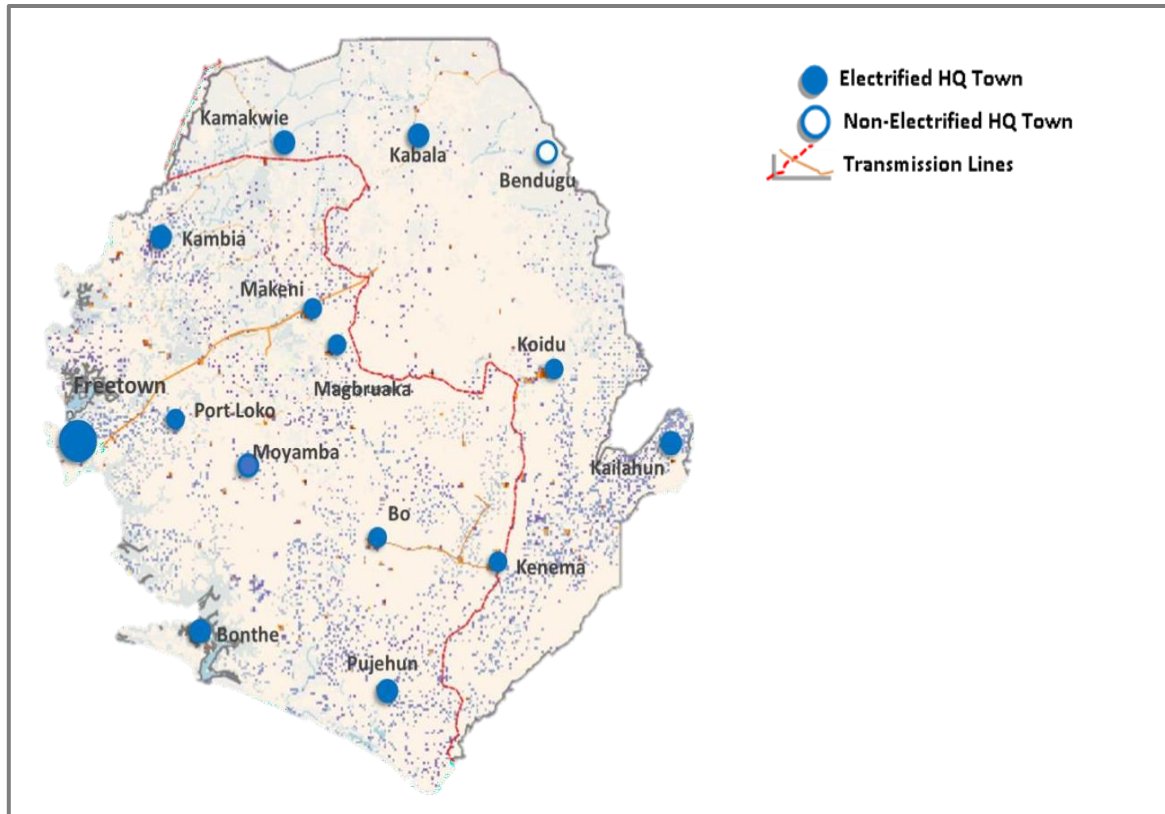 Electrified HQ Town
Non-Electrified HQ Town
Transmission Lines
Kamakwie
Kabala
Bendugu
Kambia
Makeni
Koidu
Freetown
Magbruaka
Port Loko
Moyamba
Kailahun
Bo
Kenema
Bonthe
Pujehun